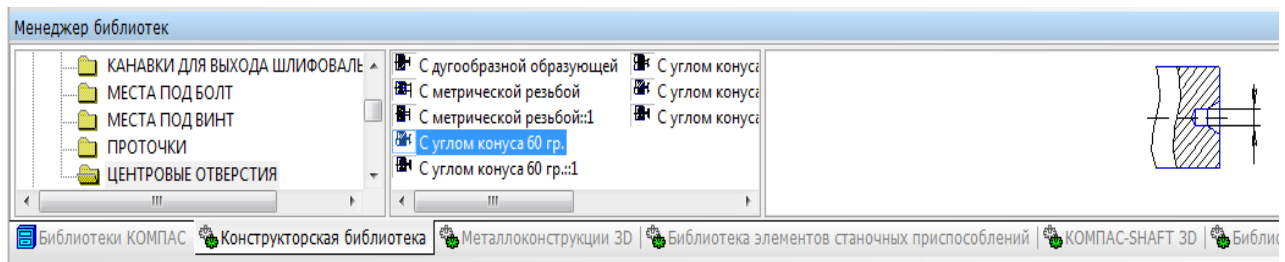 Менеджер библиотек
КАНАВКИ ДЛЯ ВЫХОДА ШЛИФОВАЛЬ
МЕСТА ПОД БОЛТ
МЕСТА ПОД ВИНТ
ПРОТОЧКИ
ЦЕНТРОВЫЕ ОТВЕРСТИЯ
С дугообразной образующей
С метрической резьбой
С метрической резьбой::1
С углом конуса 60 гр.
С углом конуса 60 гр.::1
С углом конуса
С углом конуса
С углом конуса
Библиотеки КОМПАС Конструкторская библиотека Металлоконструкции 3D Библиотека элементов станочных приспособлений КОМПАС-SHAFT 3D Библис